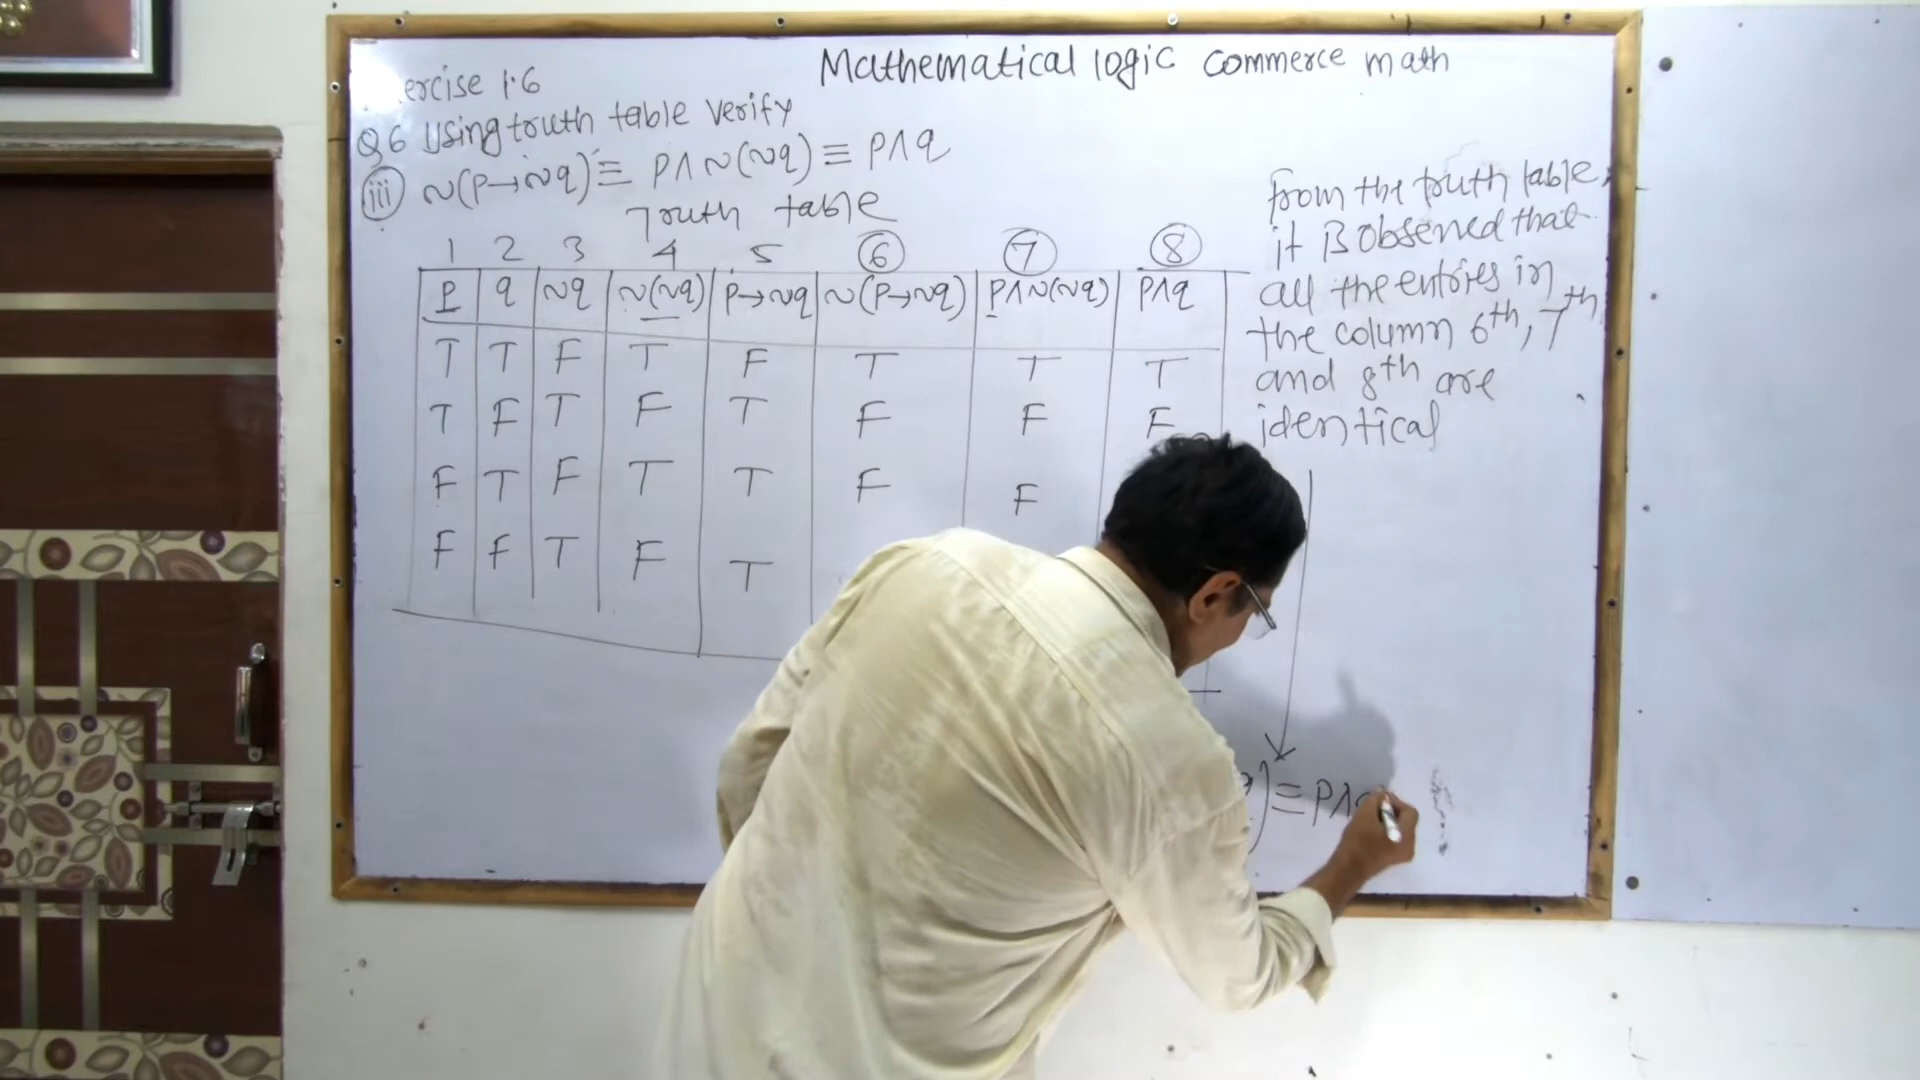 Mathematical logic commerce math
ercise 1.6
Q6 Using truth table verify
(iii) ~(P→~q)≡ P∧~(~q)≡P∧q
Truth table
1 2 3 4 5 6 7 8
P q ~q ~(~q) P→~q ~(P→~q) P∧~(~q) P∧q
T T F T F T T T
T F T F T F F F
F T F T T F F
F F T F T
from the truth table
it is observed that
all the entries in
the column 6th, 7th
and 8th are
identical
)≡P∧